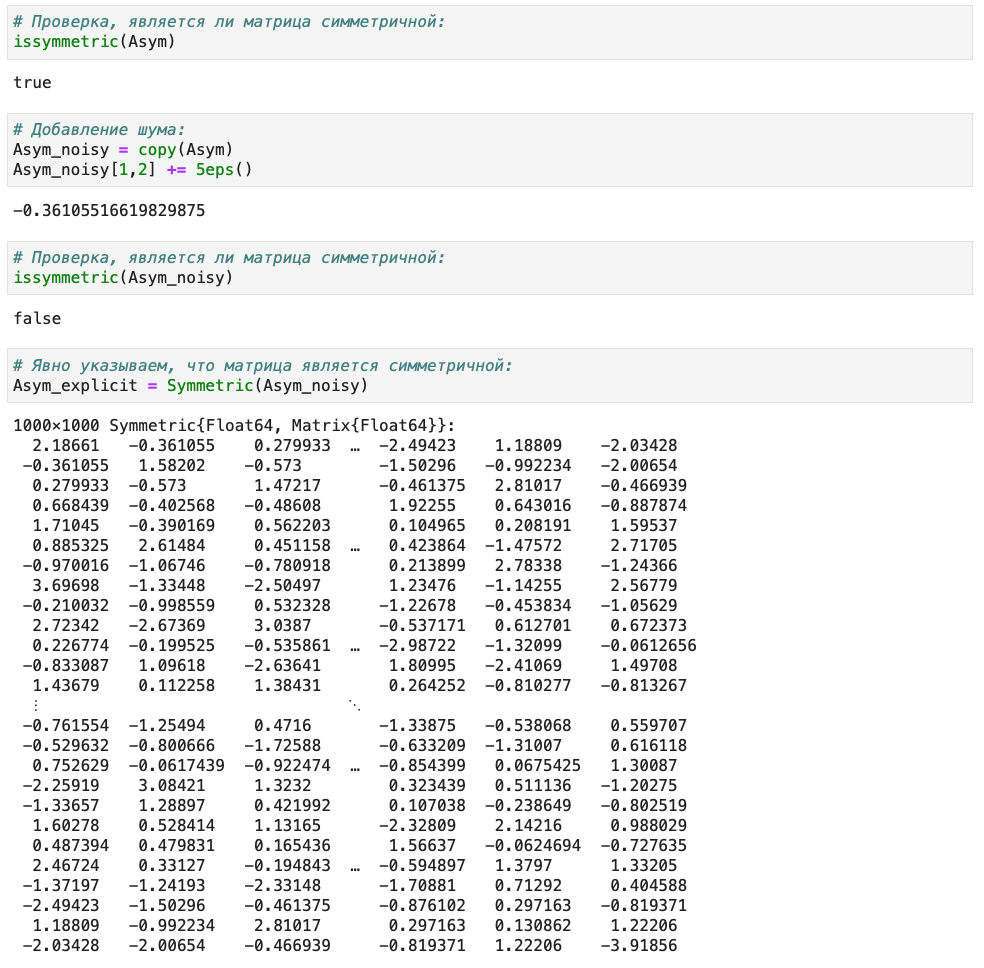 # Проверка, является ли матрица симметричной:
issymmetric(Asym)
true
# Добавление шума:
Asym_noisy = copy(Asym)
Asym_noisy[1,2] += 5eps()
-0.36105516619829875
# Проверка, является ли матрица симметричной:
issymmetric(Asym_noisy)
false
# Явно указываем, что матрица является симметричной:
Asym_explicit = Symmetric(Asym_noisy)
1000×1000 Symmetric{Float64, Matrix{Float64}}:
2.18661 -0.361055 0.279933 … -2.49423 1.18809 -2.03428
-0.361055 1.58202 -0.573 -1.50296 -0.992234 -2.00654
0.279933 -0.573 1.47217 -0.461375 2.81017 -0.466939
0.668439 -0.402568 -0.48608 1.92255 0.643016 -0.887874
1.71045 -0.390169 0.562203 0.104965 0.208191 1.59537
0.885325 2.61484 0.451158 … 0.423864 -1.47572 2.71705
-0.970016 -1.06746 -0.780918 0.213899 2.78338 -1.24366
3.69698 -1.33448 -2.50497 1.23476 -1.14255 2.56779
-0.210032 -0.998559 0.532328 -1.22678 -0.453834 -1.05629
2.72342 -2.67369 3.0387 -0.537171 0.612701 0.672373
0.226774 -0.199525 -0.535861 … -2.98722 -1.32099 -0.0612656
-0.833087 1.09618 -2.63641 1.80995 -2.41069 1.49708
1.43679 0.112258 1.38431 0.264252 -0.810277 -0.813267
⋮ ⋱
-0.761554 -1.25494 0.4716 -1.33875 -0.538068 0.559707
-0.529632 -0.800666 -1.72588 -0.633209 -1.31007 0.616118
0.752629 -0.0617439 -0.922474 … -0.854399 0.0675425 1.30087
-2.25919 3.08421 1.3232 0.323439 0.511136 -1.20275
-1.33657 1.28897 0.421992 0.107038 -0.238649 -0.802519
1.60278 0.528414 1.13165 -2.32809 2.14216 0.988029
0.487394 0.479831 0.165436 1.56637 -0.0624694 -0.727635
2.46724 0.33127 -0.194843 … -0.594897 1.3797 1.33205
-1.37197 -1.24193 -2.33148 -1.70881 0.71292 0.404588
-2.49423 -1.50296 -0.461375 -0.876102 0.297163 -0.819371
1.18809 -0.992234 2.81017 0.297163 0.130862 1.22206
-2.03428 -2.00654 -0.466939 -0.819371 1.22206 -3.91856